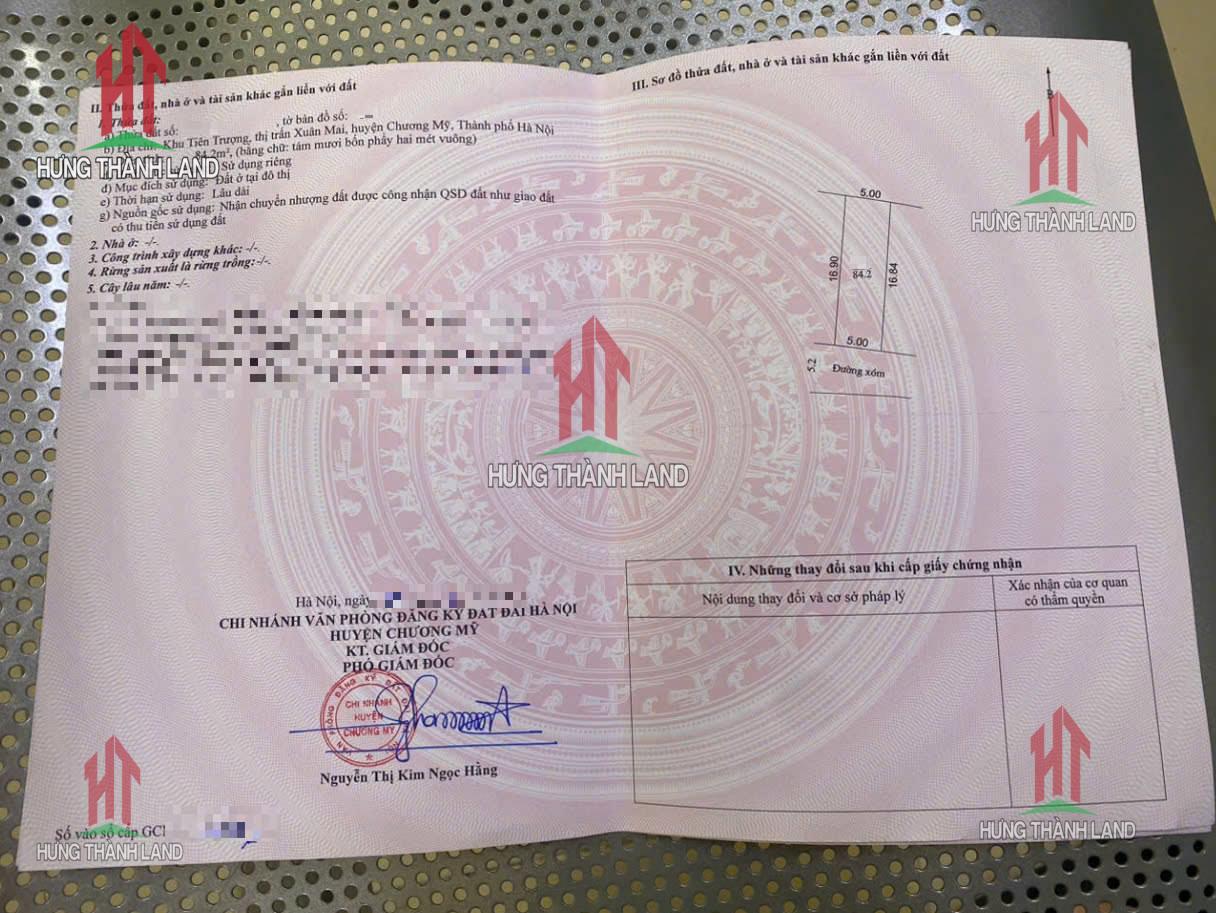 II. Thửa đất, nhà ở và tài sản khác gắn liền với đất
1. Thửa đất:
a) Thửa đất số: , tờ bản đồ số: -
b) Địa chỉ: Khu Tiên Trượng, thị trấn Xuân Mai, huyện Chương Mỹ, Thành phố Hà Nội
84.2m², (bằng chữ: tám mươi bốn phẩy hai mét vuông)
Sử dụng riêng
đ) Mục đích sử dụng: Đất ở tại đô thị
e) Thời hạn sử dụng: Lâu dài
g) Nguồn gốc sử dụng: Nhận chuyển nhượng đất được công nhận QSD đất như giao đất
có thu tiền sử dụng đất
2. Nhà ở: -/-.
3. Công trình xây dựng khác: -/-.
4. Rừng sản xuất là rừng trồng: -/-.
5. Cây lâu năm: -/-.
Hà Nội, ngày
CHI NHÁNH VĂN PHÒNG ĐĂNG KÝ ĐẤT ĐAI HÀ NỘI
HUYỆN CHƯƠNG MỸ
KT. GIÁM ĐỐC
PHÓ GIÁM ĐỐC
VĂN PHÒNG ĐĂNG KÝ ĐẤT
CHI NHÁNH
HUYỆN
CHƯƠNG MỸ
Nguyễn Thị Kim Ngọc Hằng
Số vào sổ cấp GC
III. Sơ đồ thửa đất, nhà ở và tài sản khác gắn liền với đất
B
5.00
16.90
84.2
16.84
5.00
5.2
Đường xóm
IV. Những thay đổi sau khi cấp giấy chứng nhận
Nội dung thay đổi và cơ sở pháp lý
Xác nhận của cơ quan
có thẩm quyền
HƯNG THÀNH LAND
HƯNG THÀNH LAND
HƯNG THÀNH LAND
HƯNG THÀNH LAND
HƯNG THÀNH LAND